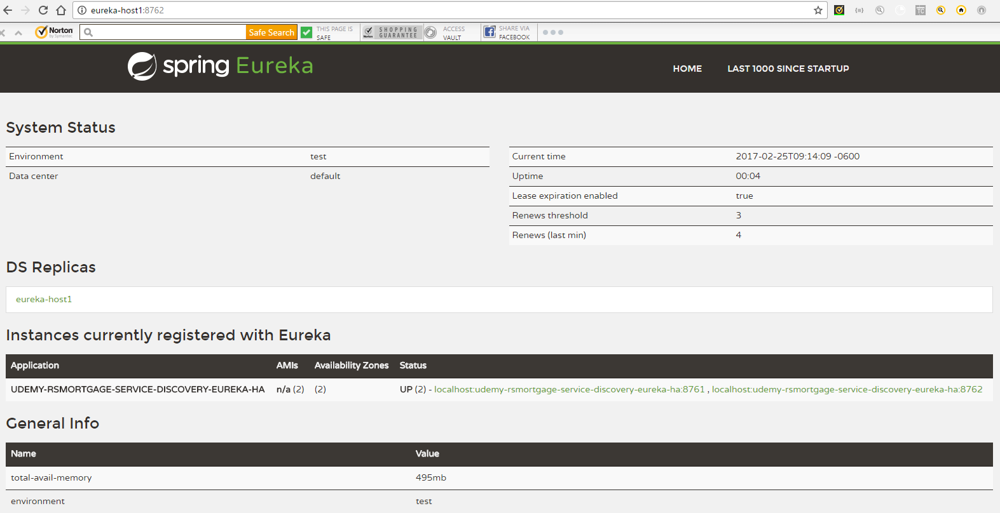 eureka-host1:8762
Norton
by Symantec
Safe Search
THIS PAGE IS
SAFE
Norton
SHOPPING
GUARANTEE
ACCESS
VAULT
SHARE VIA
FACEBOOK
TC
spring Eureka
HOME LAST 1000 SINCE STARTUP
System Status
Environment test
Data center default
Current time 2017-02-25T09:14:09 -0600
Uptime 00:04
Lease expiration enabled true
Renews threshold 3
Renews (last min) 4
DS Replicas
eureka-host1
Instances currently registered with Eureka
Application AMIs Availability Zones Status
UDEMY-RSMORTGAGE-SERVICE-DISCOVERY-EUREKA-HA n/a (2) (2) UP (2) - localhost:udemy-rsmortgage-service-discovery-eureka-ha:8761 , localhost:udemy-rsmortgage-service-discovery-eureka-ha:8762
General Info
Name Value
total-avail-memory 495mb
environment test